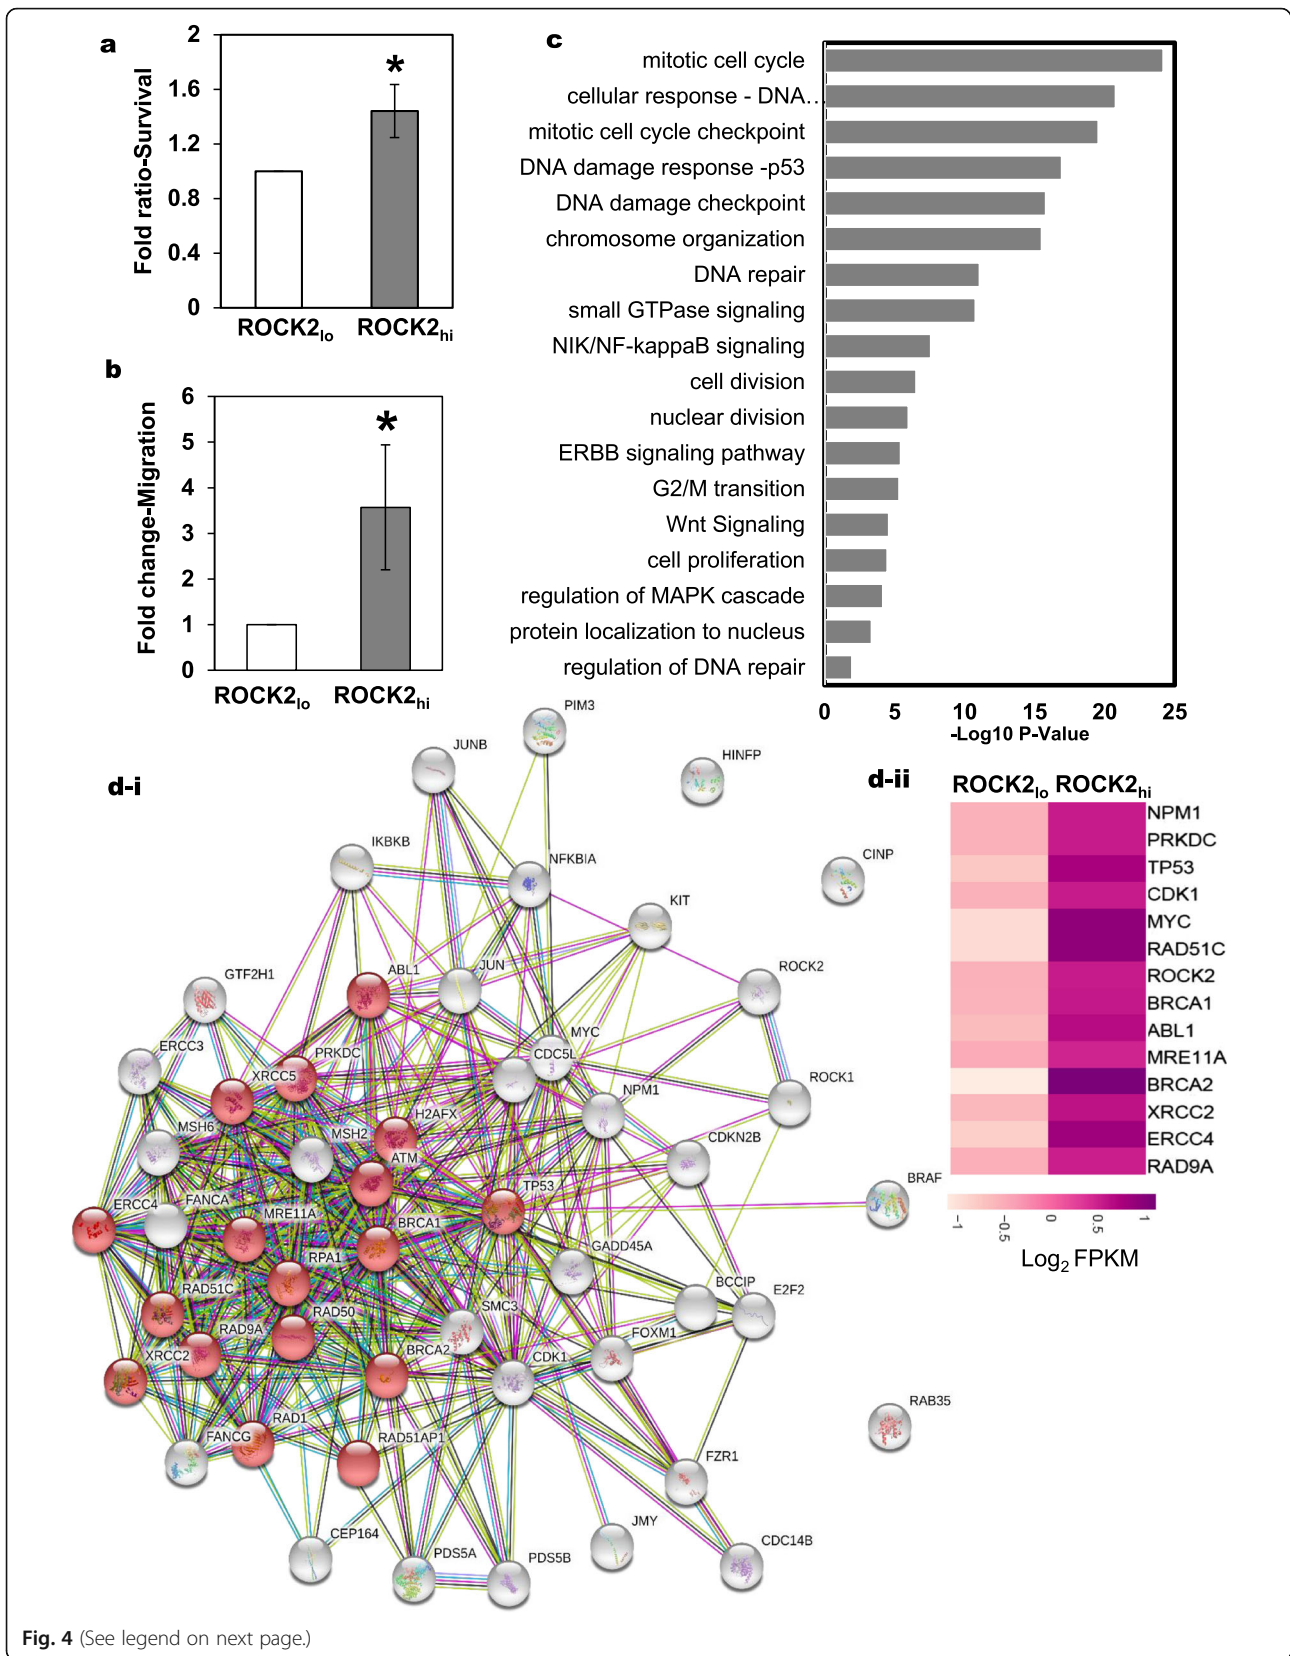 a
2
1.6
1.2
0.8
0.4
0
Fold ratio-Survival
*
ROCK2lo
ROCK2hi
b
6
5
4
3
2
1
0
Fold change-Migration
*
ROCK2lo
ROCK2hi
c
mitotic cell cycle
cellular response - DNA…
mitotic cell cycle checkpoint
DNA damage response -p53
DNA damage checkpoint
chromosome organization
DNA repair
small GTPase signaling
NIK/NF-kappaB signaling
cell division
nuclear division
ERBB signaling pathway
G2/M transition
Wnt Signaling
cell proliferation
regulation of MAPK cascade
protein localization to nucleus
regulation of DNA repair
0 5 10 15 20 25
-Log10 P-Value
d-i
PIM3
JUNB
HINFP
IKBKB
NFKBIA
CINP
KIT
GTF2H1
ABL1
JUN
ROCK2
ERCC3
PRKDC
MYC
CDC5L
XRCC5
NPM1
ROCK1
MSH6
MSH2
H2AFX
CDKN2B
ATM
BRAF
ERCC4
FANCA
MRE11A
BRCA1
TP53
RPA1
GADD45A
RAD51C
RAD50
SMC3
BCCIP
E2F2
RAD9A
FOXM1
XRCC2
BRCA2
CDK1
RAB35
FANCG
RAD1
RAD51AP1
FZR1
CEP164
PDS5A
PDS5B
JMY
CDC14B
d-ii
ROCK2lo ROCK2hi
NPM1
PRKDC
TP53
CDK1
MYC
RAD51C
ROCK2
BRCA1
ABL1
MRE11A
BRCA2
XRCC2
ERCC4
RAD9A
-1 -0.5 0 0.5 1
Log2 FPKM
Fig. 4 (See legend on next page.)